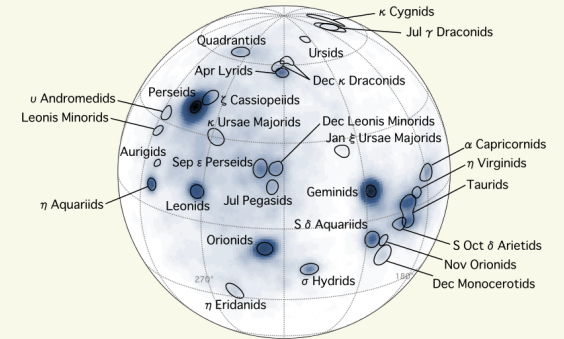 κ Cygnids
Jul γ Draconids
Quadrantids
Ursids
Apr Lyrids
Dec κ Draconids
Perseids
ζ Cassiopeiids
υ Andromedids
Leonis Minorids
κ Ursae Majorids
Dec Leonis Minorids
Jan ξ Ursae Majorids
α Capricornids
Aurigids
Sep ε Perseids
η Virginids
Taurids
η Aquariids
Leonids
Jul Pegasids
Geminids
S δ Aquariids
Orionids
S Oct δ Arietids
Nov Orionids
270°
180°
σ Hydrids
Dec Monocerotids
η Eridanids